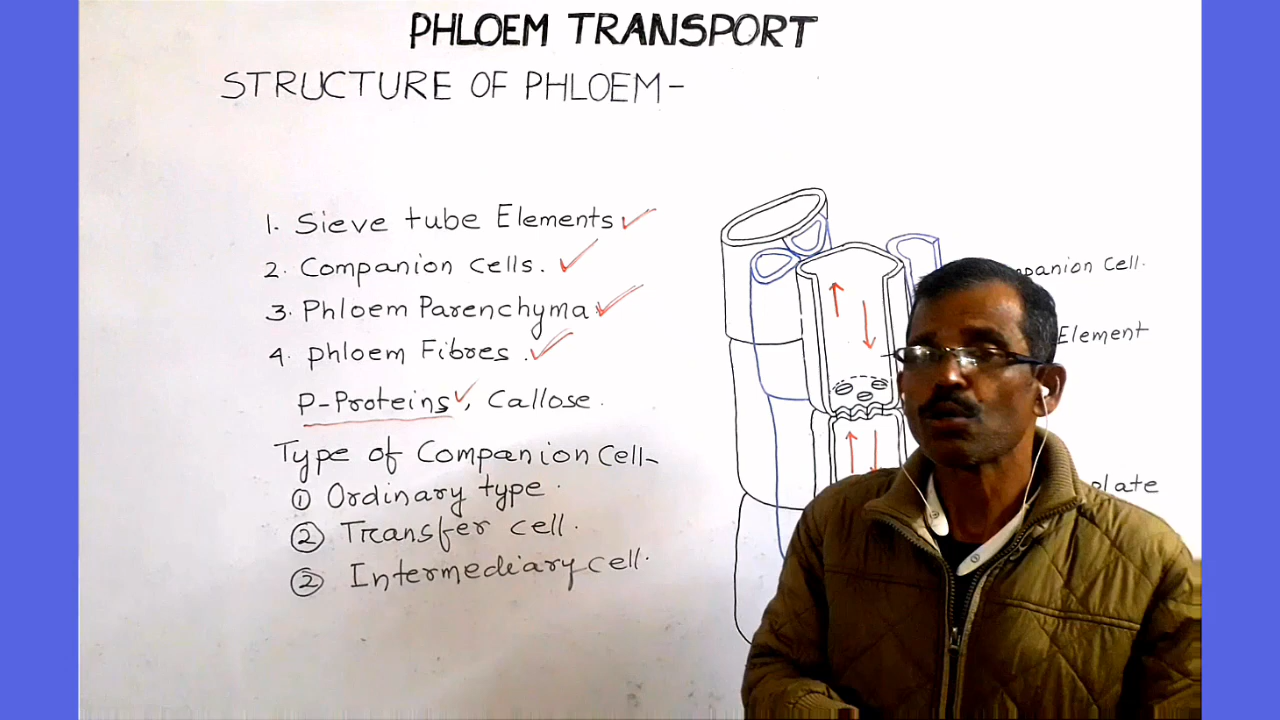 PHLOEM TRANSPORT
STRUCTURE OF PHLOEM-
1. Sieve tube Elements
2. Companion cells.
3. Phloem Parenchyma
4. phloem Fibres.
P-Proteins, Callose.
Type of Companion Cell-
① Ordinary type
② Transfer cell.
② Intermediary cell.
Cell.
Element
plate